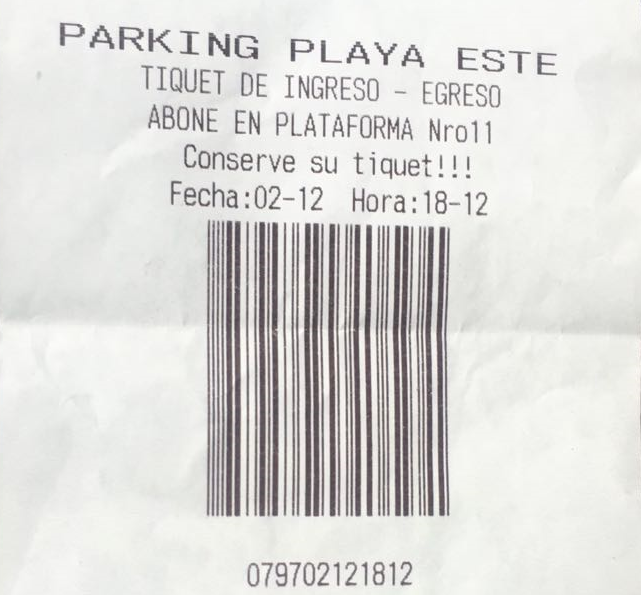 PARKING PLAYA ESTE
TIQUET DE INGRESO - EGRESO
ABONE EN PLATAFORMA Nro11
Conserve su tiquet!!!
Fecha:02-12 Hora:18-12
079702121812